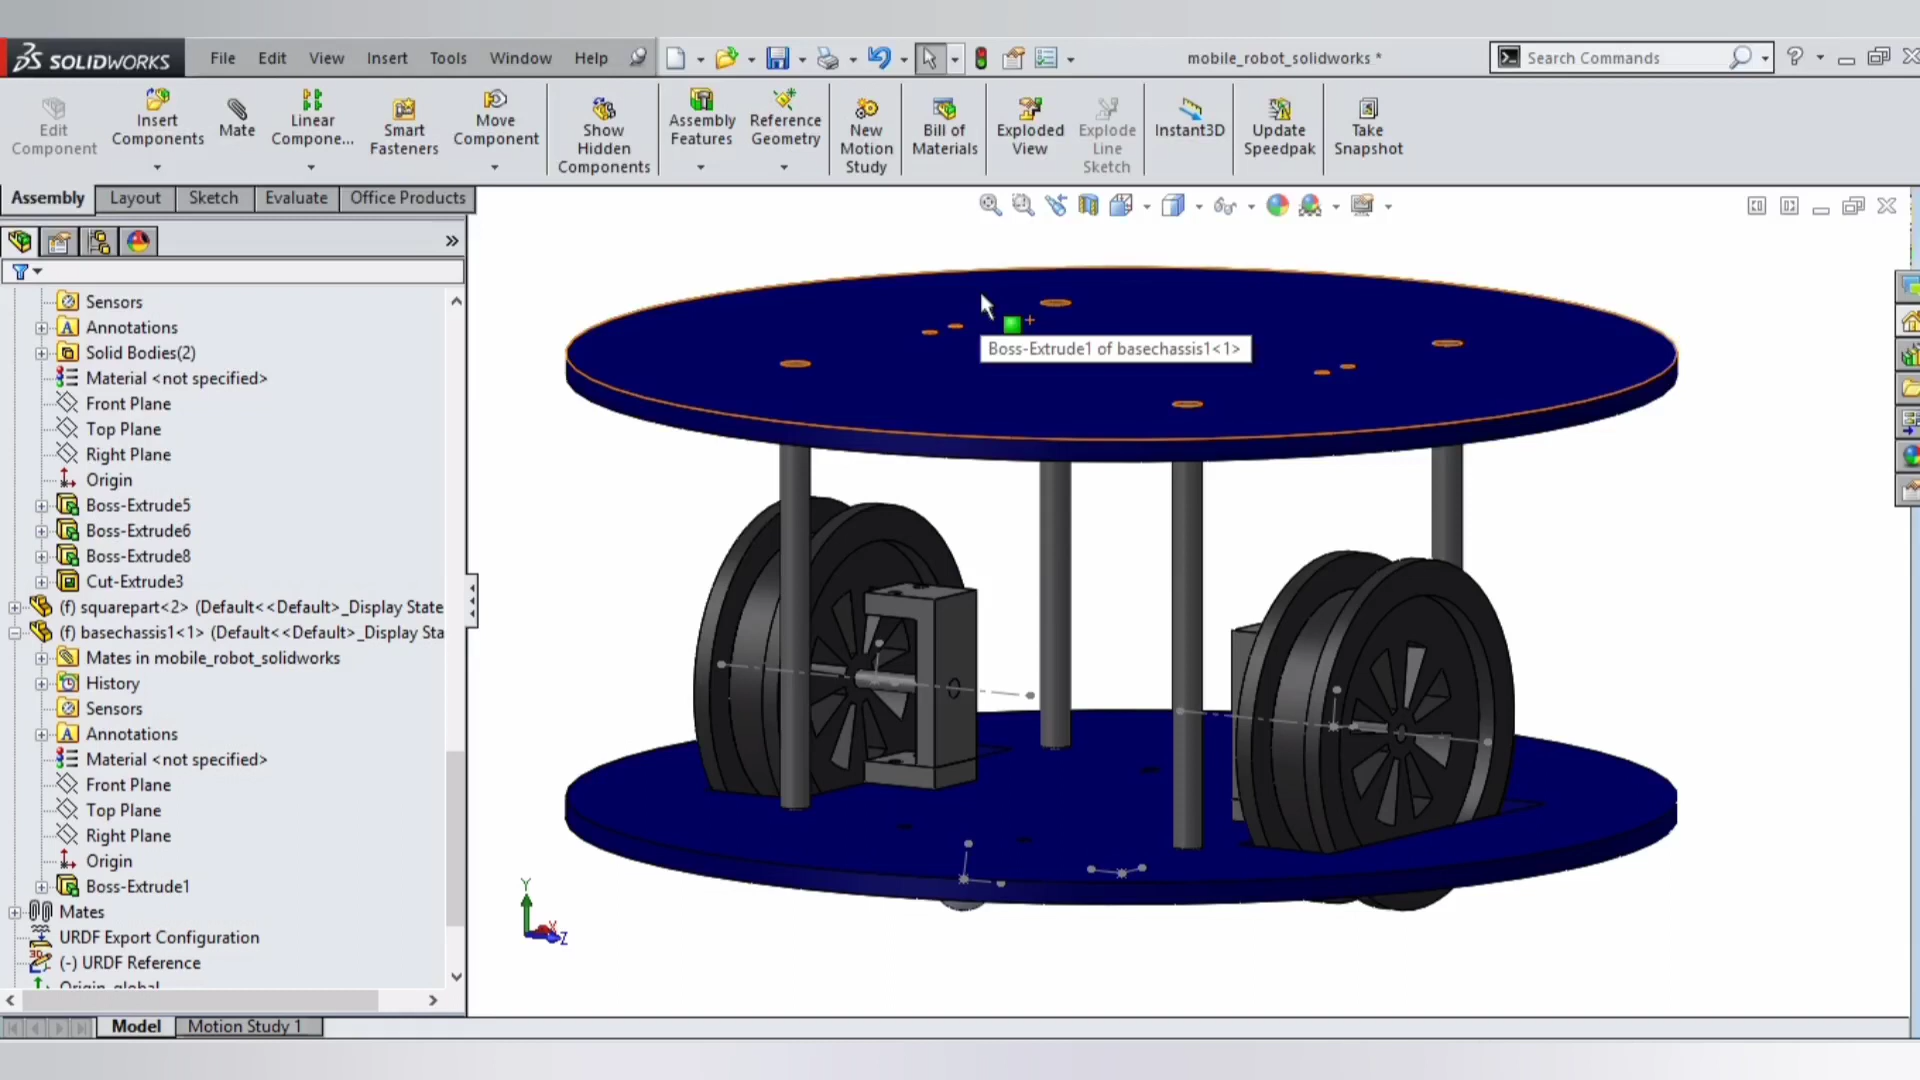 SOLIDWORKS File Edit View Insert Tools Window Help mobile_robot_solidworks * Search Commands
Edit Component
Insert Components
Mate
Linear Compone...
Smart Fasteners
Move Component
Show Hidden Components
Assembly Features
Reference Geometry
New Motion Study
Bill of Materials
Exploded View
Explode Line Sketch
Instant3D
Update Speedpak
Take Snapshot
Assembly Layout Sketch Evaluate Office Products
Sensors
Annotations
Solid Bodies(2)
Material <not specified>
Front Plane
Top Plane
Right Plane
Origin
Boss-Extrude5
Boss-Extrude6
Boss-Extrude8
Cut-Extrude3
(f) squarepart<2> (Default<<Default>_Display State
(f) basechassis1<1> (Default<<Default>_Display Sta
Mates in mobile_robot_solidworks
History
Sensors
Annotations
Material <not specified>
Front Plane
Top Plane
Right Plane
Origin
Boss-Extrude1
Mates
URDF Export Configuration
(-) URDF Reference
Origin_global
Boss-Extrude1 of basechassis1<1>
Y
X
Z
Model Motion Study 1